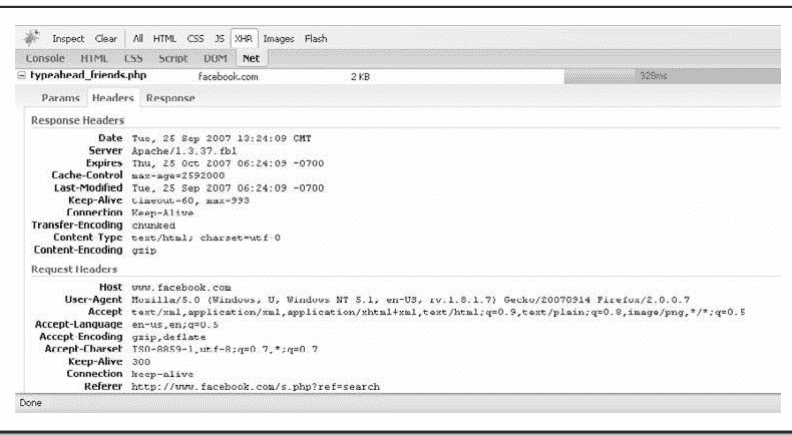 Inspect Clear All HTML CSS JS XHR Images Flash
Console HTML CSS Script DOM Net
typeahead_friends.php facebook.com 2 KB 328ms
Params Headers Response
Response Headers
Date Tue, 25 Sep 2007 13:24:09 GMT
Server Apache/1.3.37.fb1
Expires Thu, 25 Oct 2007 06:24:09 -0700
Cache-Control max-age=2592000
Last-Modified Tue, 25 Sep 2007 06:24:09 -0700
Keep-Alive timeout=60, max=993
Connection Keep-Alive
Transfer-Encoding chunked
Content-Type text/html; charset=utf-8
Content-Encoding gzip
Request Headers
Host www.facebook.com
User-Agent Mozilla/5.0 (Windows; U; Windows NT 5.1; en-US; rv:1.8.1.7) Gecko/20070914 Firefox/2.0.0.7
Accept text/xml,application/xml,application/xhtml+xml,text/html;q=0.9,text/plain;q=0.8,image/png,*/*;q=0.5
Accept-Language en-us,en;q=0.5
Accept-Encoding gzip,deflate
Accept-Charset ISO-8859-1,utf-8;q=0.7,*;q=0.7
Keep-Alive 300
Connection keep-alive
Referer http://www.facebook.com/s.php?ref=search
Done